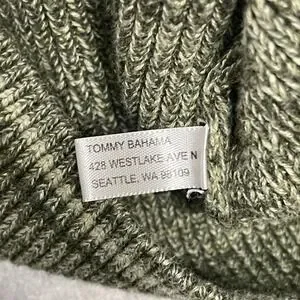 TOMMY BAHAMA
428 WESTLAKE AVE N
SEATTLE, WA 98109